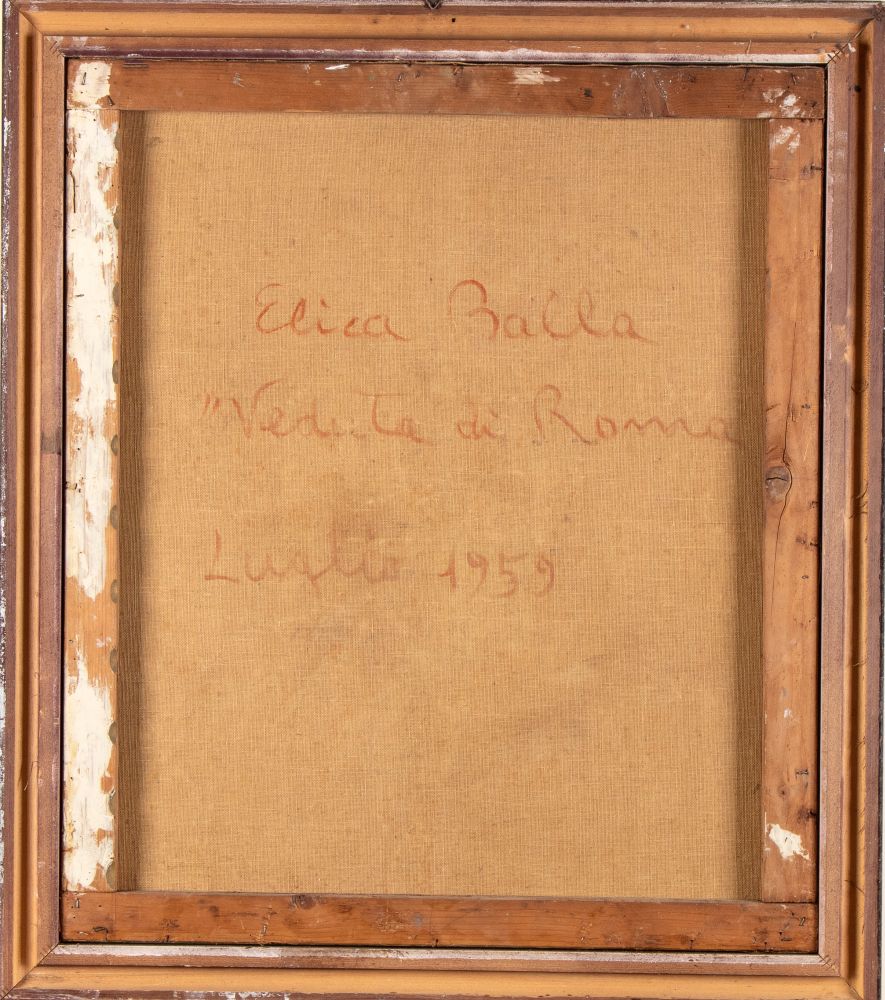 Elica Balla
"Veduta di Roma
Luglio 1959